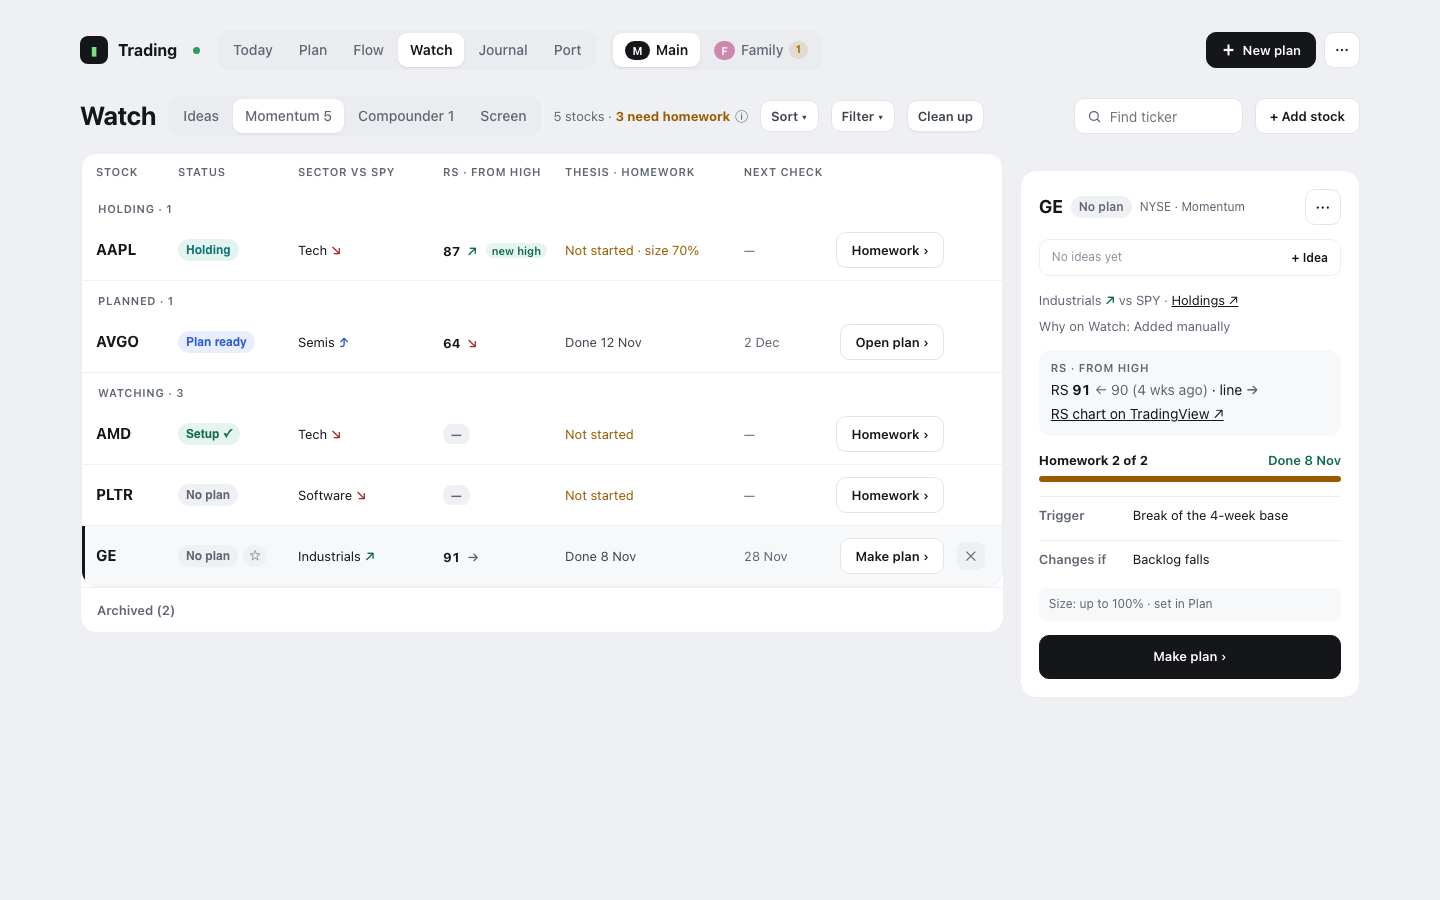 Trading
Today Plan Flow Watch Journal Port
M Main F Family 1
+ New plan
···
Watch
Ideas Momentum 5 Compounder 1 Screen
5 stocks · 3 need homework ⓘ
Sort ▾
Filter ▾
Clean up
Find ticker
+ Add stock
STOCK STATUS SECTOR VS SPY RS · FROM HIGH THESIS · HOMEWORK NEXT CHECK
HOLDING · 1
AAPL Holding Tech ↘ 87 ↗ new high Not started · size 70% — Homework ›
PLANNED · 1
AVGO Plan ready Semis ⤴ 64 ↘ Done 12 Nov 2 Dec Open plan ›
WATCHING · 3
AMD Setup ✓ Tech ↘ — Not started — Homework ›
PLTR No plan Software ↘ — Not started — Homework ›
GE No plan ☆ Industrials ↗ 91 → Done 8 Nov 28 Nov Make plan › ×
Archived (2)
GE No plan NYSE · Momentum ···
No ideas yet + Idea
Industrials ↗ vs SPY · Holdings ↗
Why on Watch: Added manually
RS · FROM HIGH
RS 91 ← 90 (4 wks ago) · line →
RS chart on TradingView ↗
Homework 2 of 2 Done 8 Nov
Trigger Break of the 4-week base
Changes if Backlog falls
Size: up to 100% · set in Plan
Make plan ›